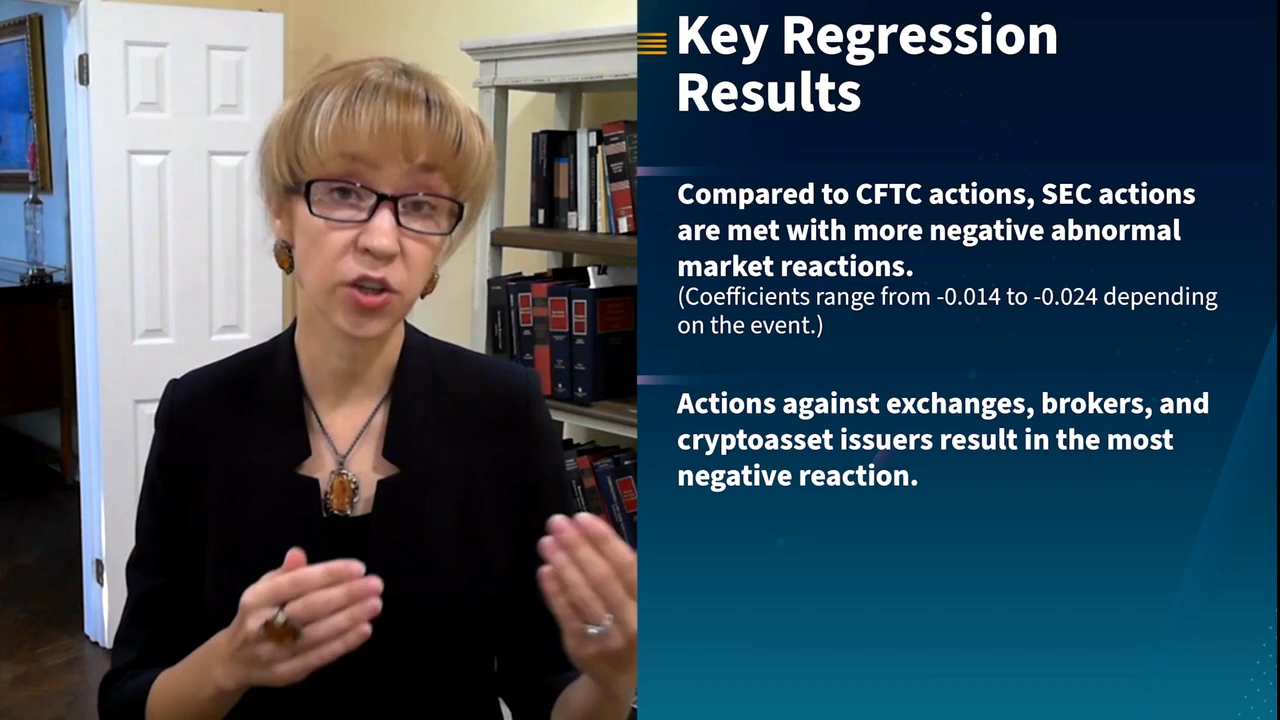 Key Regression
Results
Compared to CFTC actions, SEC actions
are met with more negative abnormal
market reactions.
(Coefficients range from -0.014 to -0.024 depending
on the event.)
Actions against exchanges, brokers, and
cryptoasset issuers result in the most
negative reaction.